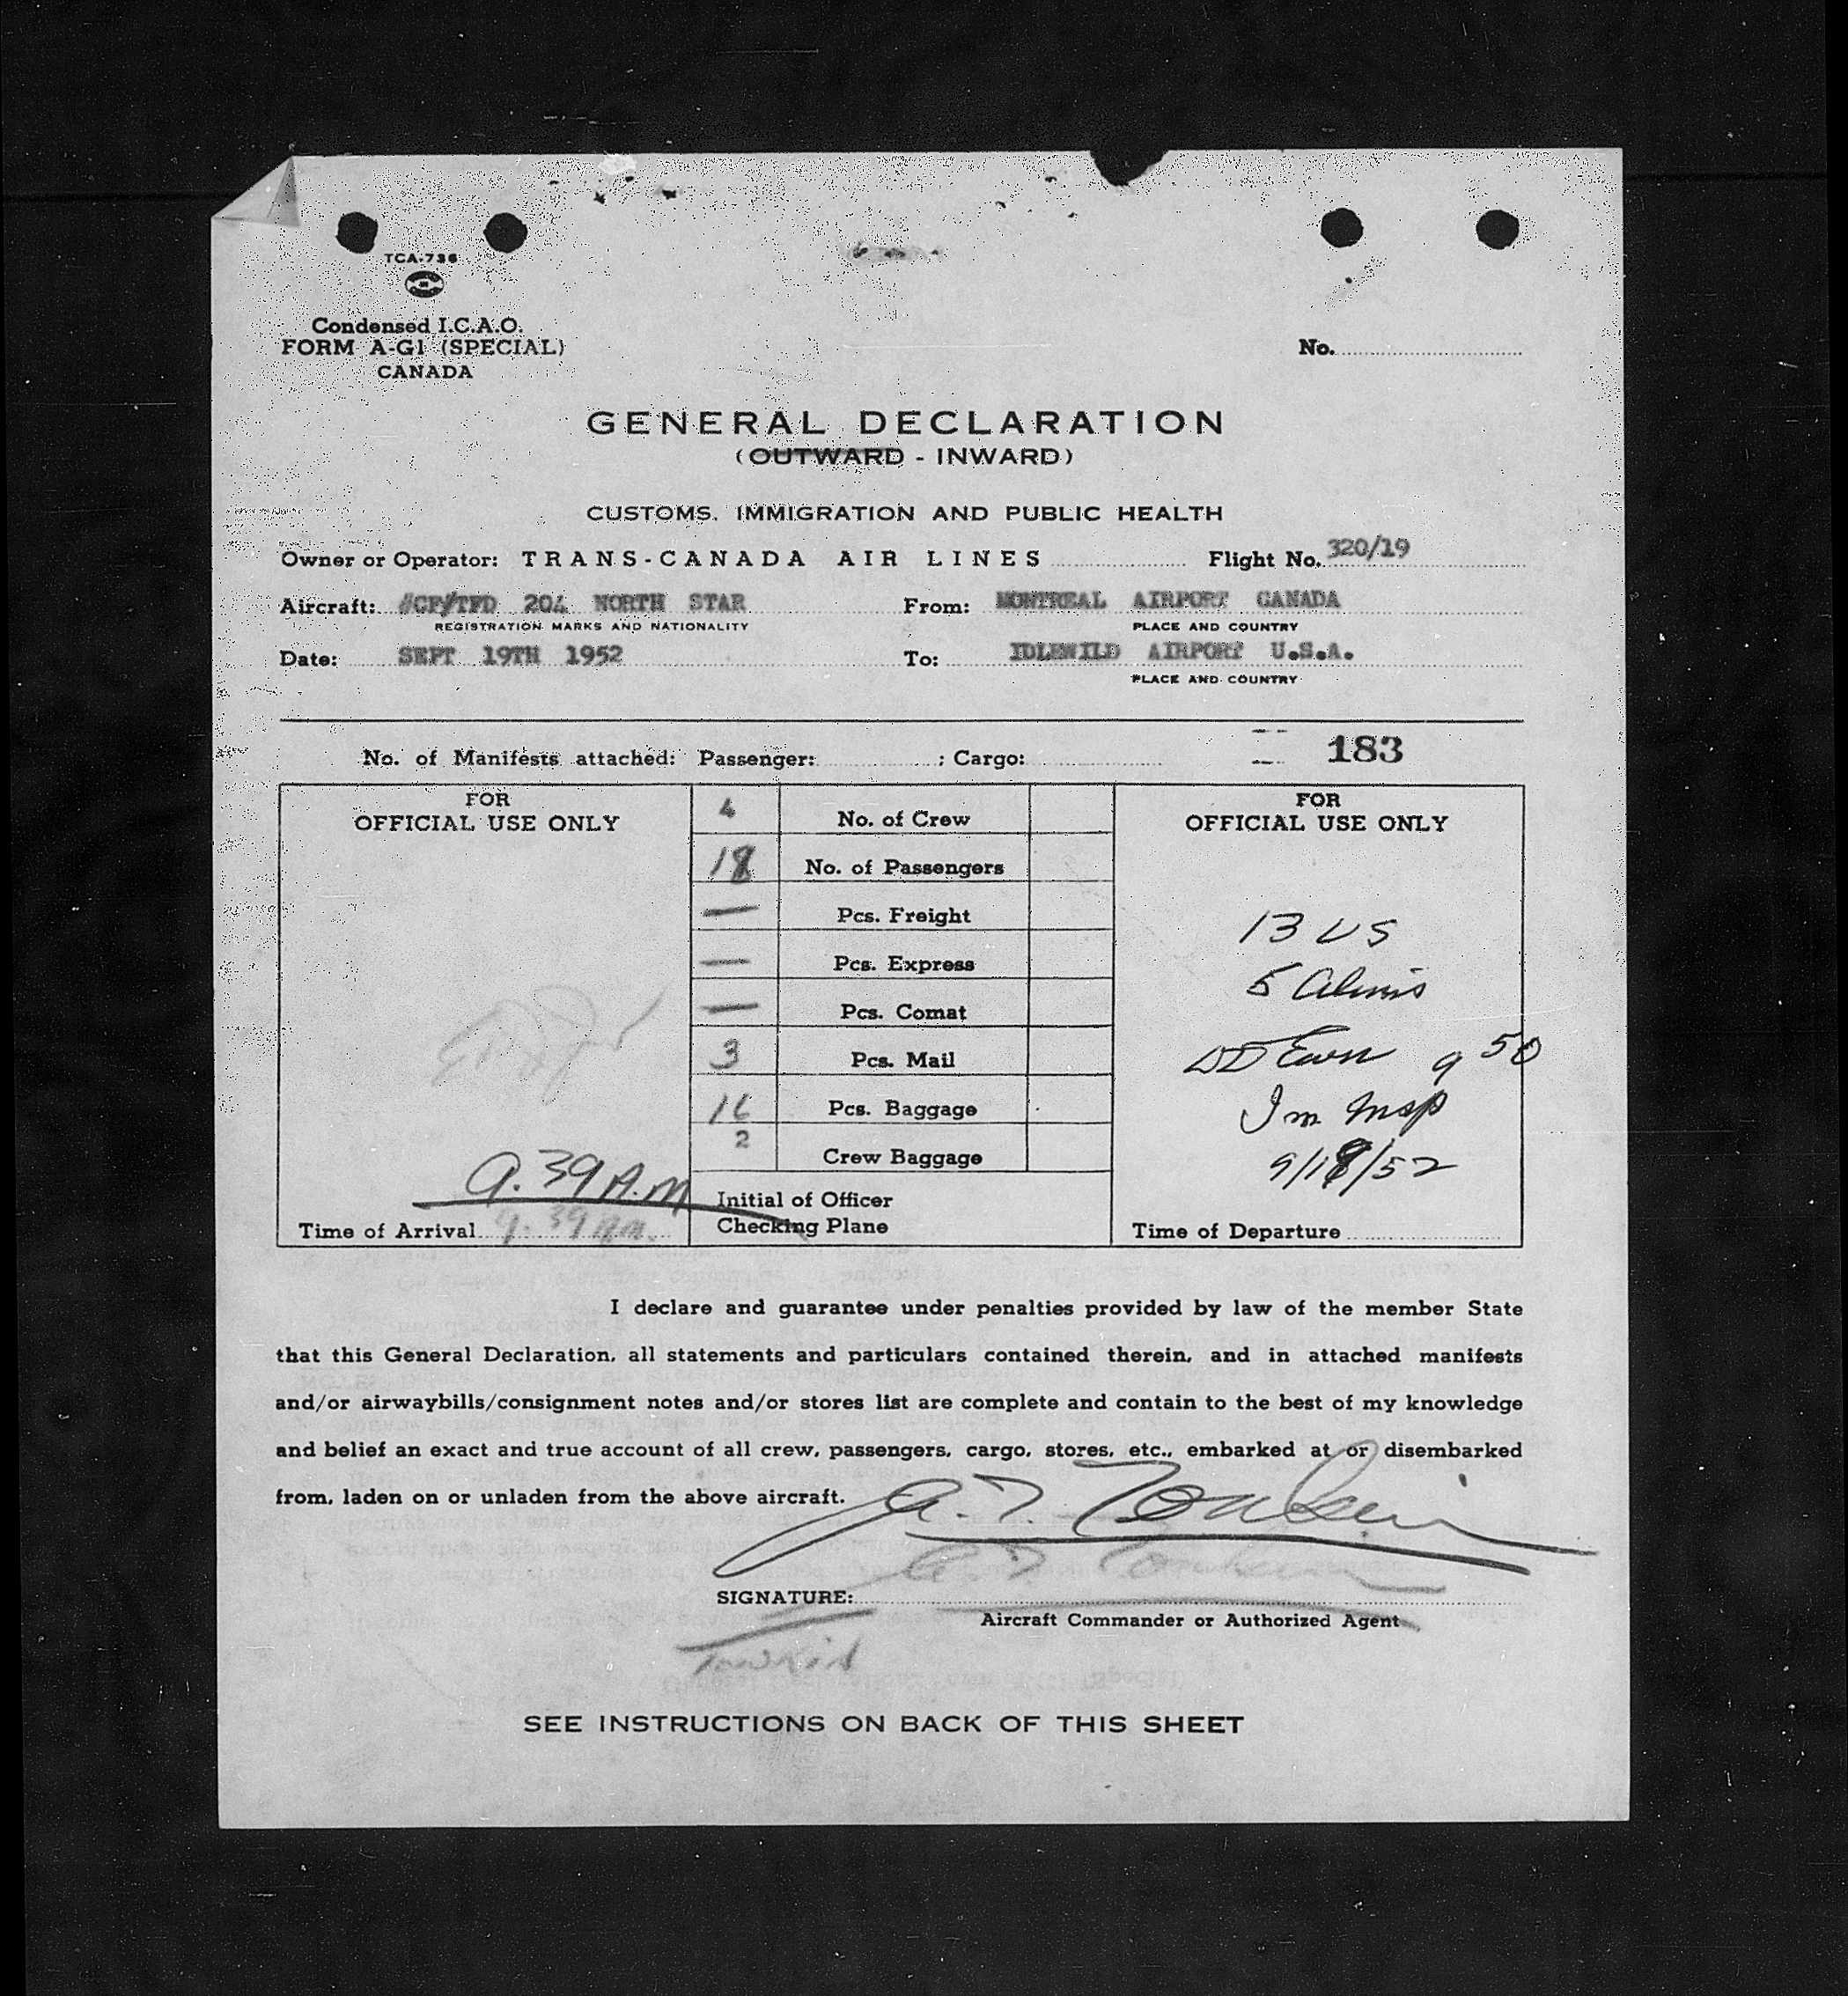 TCA-736
Condensed I.C.A.O.
FORM A-G1 (SPECIAL)
CANADA
No.
GENERAL DECLARATION
(OUTWARD - INWARD)
CUSTOMS, IMMIGRATION AND PUBLIC HEALTH
Owner or Operator: TRANS-CANADA AIR LINES Flight No. 320/19
Aircraft: #CF/TFD 204 NORTH STAR From: MONTREAL AIRPORT CANADA
REGISTRATION MARKS AND NATIONALITY PLACE AND COUNTRY
Date: SEPT 19TH 1952 To: IDLEWILD AIRPORT U.S.A.
PLACE AND COUNTRY
No. of Manifests attached: Passenger: ; Cargo: 183
FOR
OFFICIAL USE ONLY
4 No. of Crew
18 No. of Passengers
— Pcs. Freight
— Pcs. Express
— Pcs. Comat
3 Pcs. Mail
16 Pcs. Baggage
2 Crew Baggage
Initial of Officer
Checking Plane
9.39 A.M
Time of Arrival 9.39 A.M.
FOR
OFFICIAL USE ONLY
13 US
5 Aliens
9 50
Im Insp
9/19/52
Time of Departure
I declare and guarantee under penalties provided by law of the member State
that this General Declaration, all statements and particulars contained therein, and in attached manifests
and/or airwaybills/consignment notes and/or stores list are complete and contain to the best of my knowledge
and belief an exact and true account of all crew, passengers, cargo, stores, etc., embarked at or disembarked
from, laden on or unladen from the above aircraft.
SIGNATURE:
Aircraft Commander or Authorized Agent
SEE INSTRUCTIONS ON BACK OF THIS SHEET